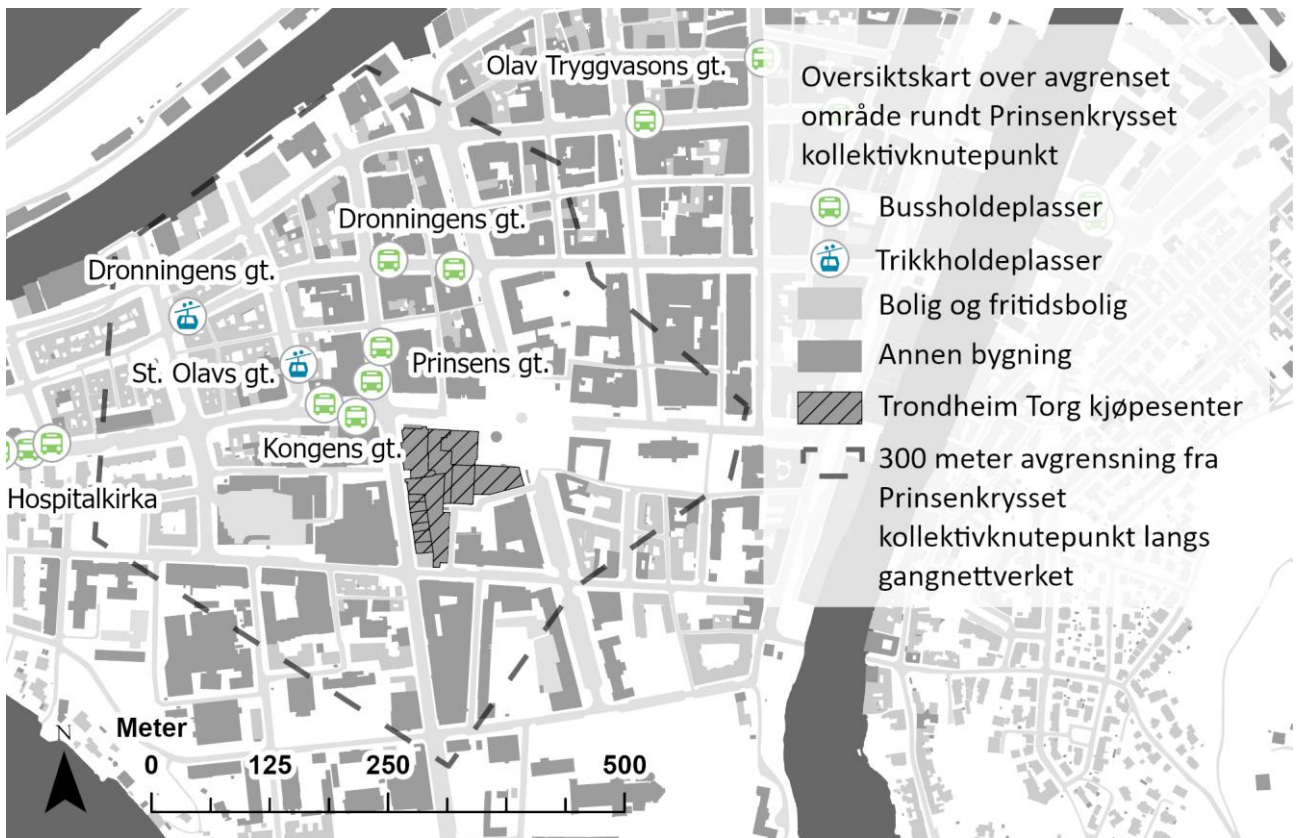 Olav Tryggvasons gt.
Dronningens gt.
Dronningens gt.
St. Olavs gt.
Prinsens gt.
Kongens gt.
Hospitalkirka
Oversiktskart over avgrenset
område rundt Prinsenkrysset
kollektivknutepunkt
Bussholdeplasser
Trikkholdeplasser
Bolig og fritidsbolig
Annen bygning
Trondheim Torg kjøpesenter
300 meter avgrensning fra
Prinsenkrysset
kollektivknutepunkt langs
gangnettverket
N
Meter
0 125 250 500